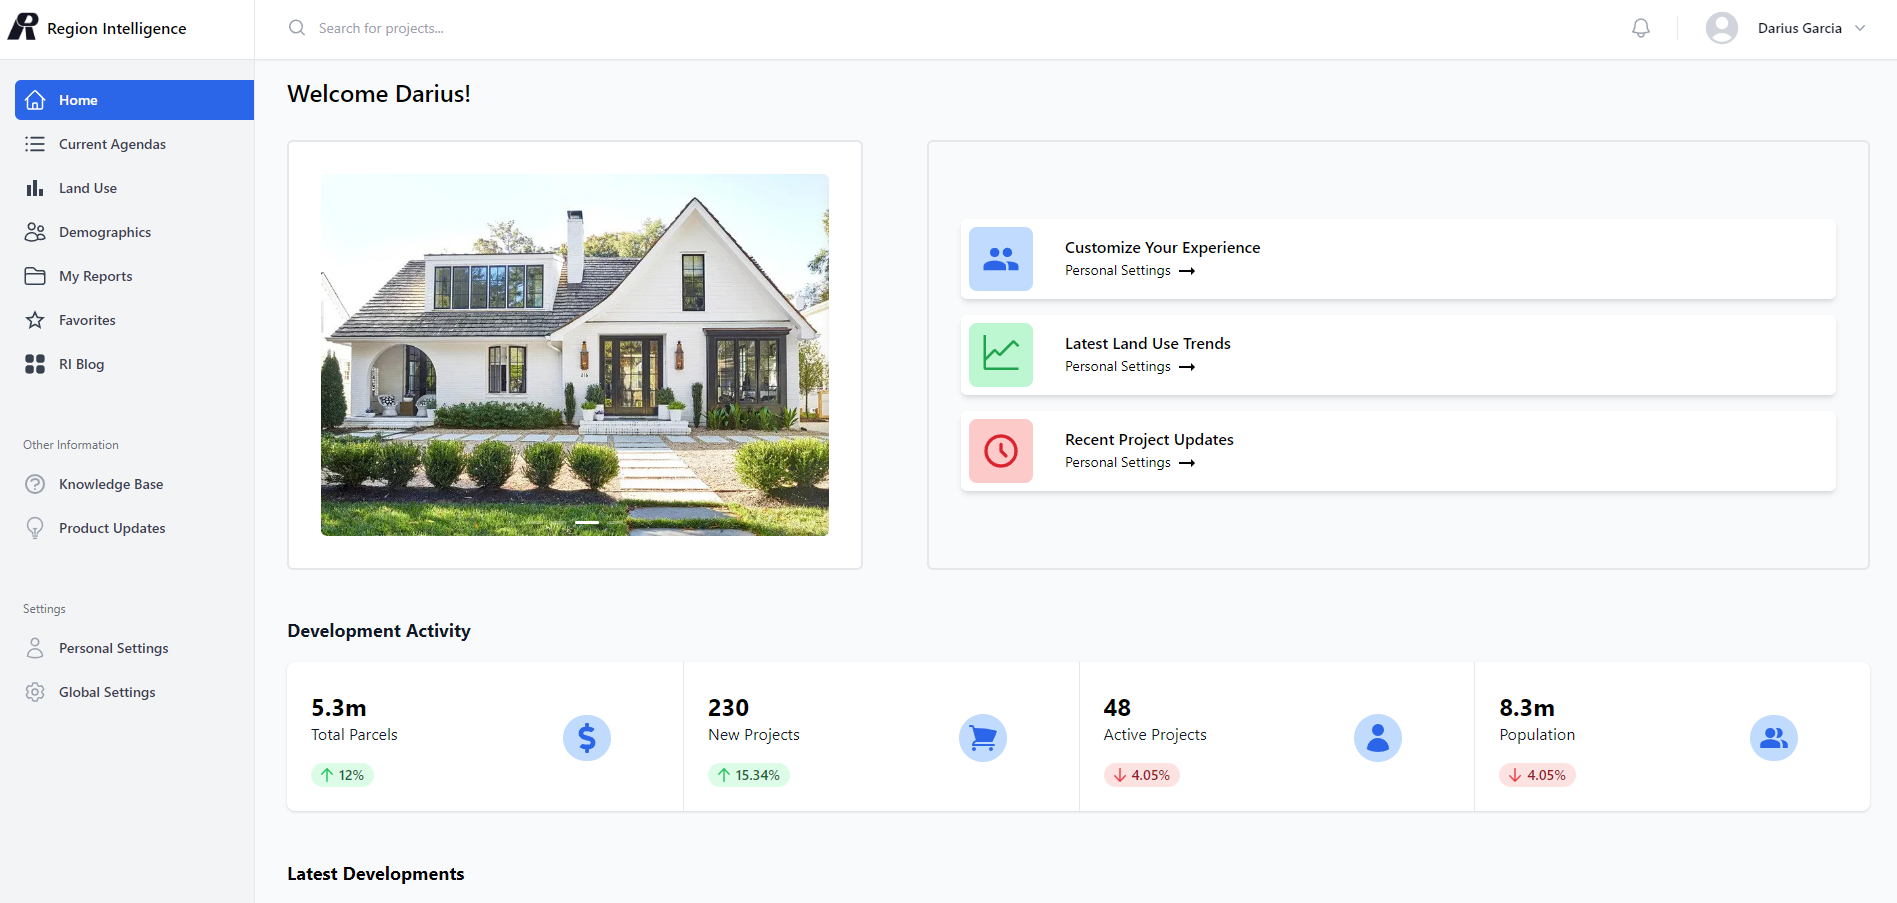 Region Intelligence
Search for projects...
Darius Garcia
Home
Current Agendas
Land Use
Demographics
My Reports
Favorites
RI Blog
Other Information
Knowledge Base
Product Updates
Settings
Personal Settings
Global Settings
Welcome Darius!
Customize Your Experience
Personal Settings
Latest Land Use Trends
Personal Settings
Recent Project Updates
Personal Settings
Development Activity
5.3m
Total Parcels
12%
230
New Projects
15.34%
48
Active Projects
4.05%
8.3m
Population
4.05%
Latest Developments